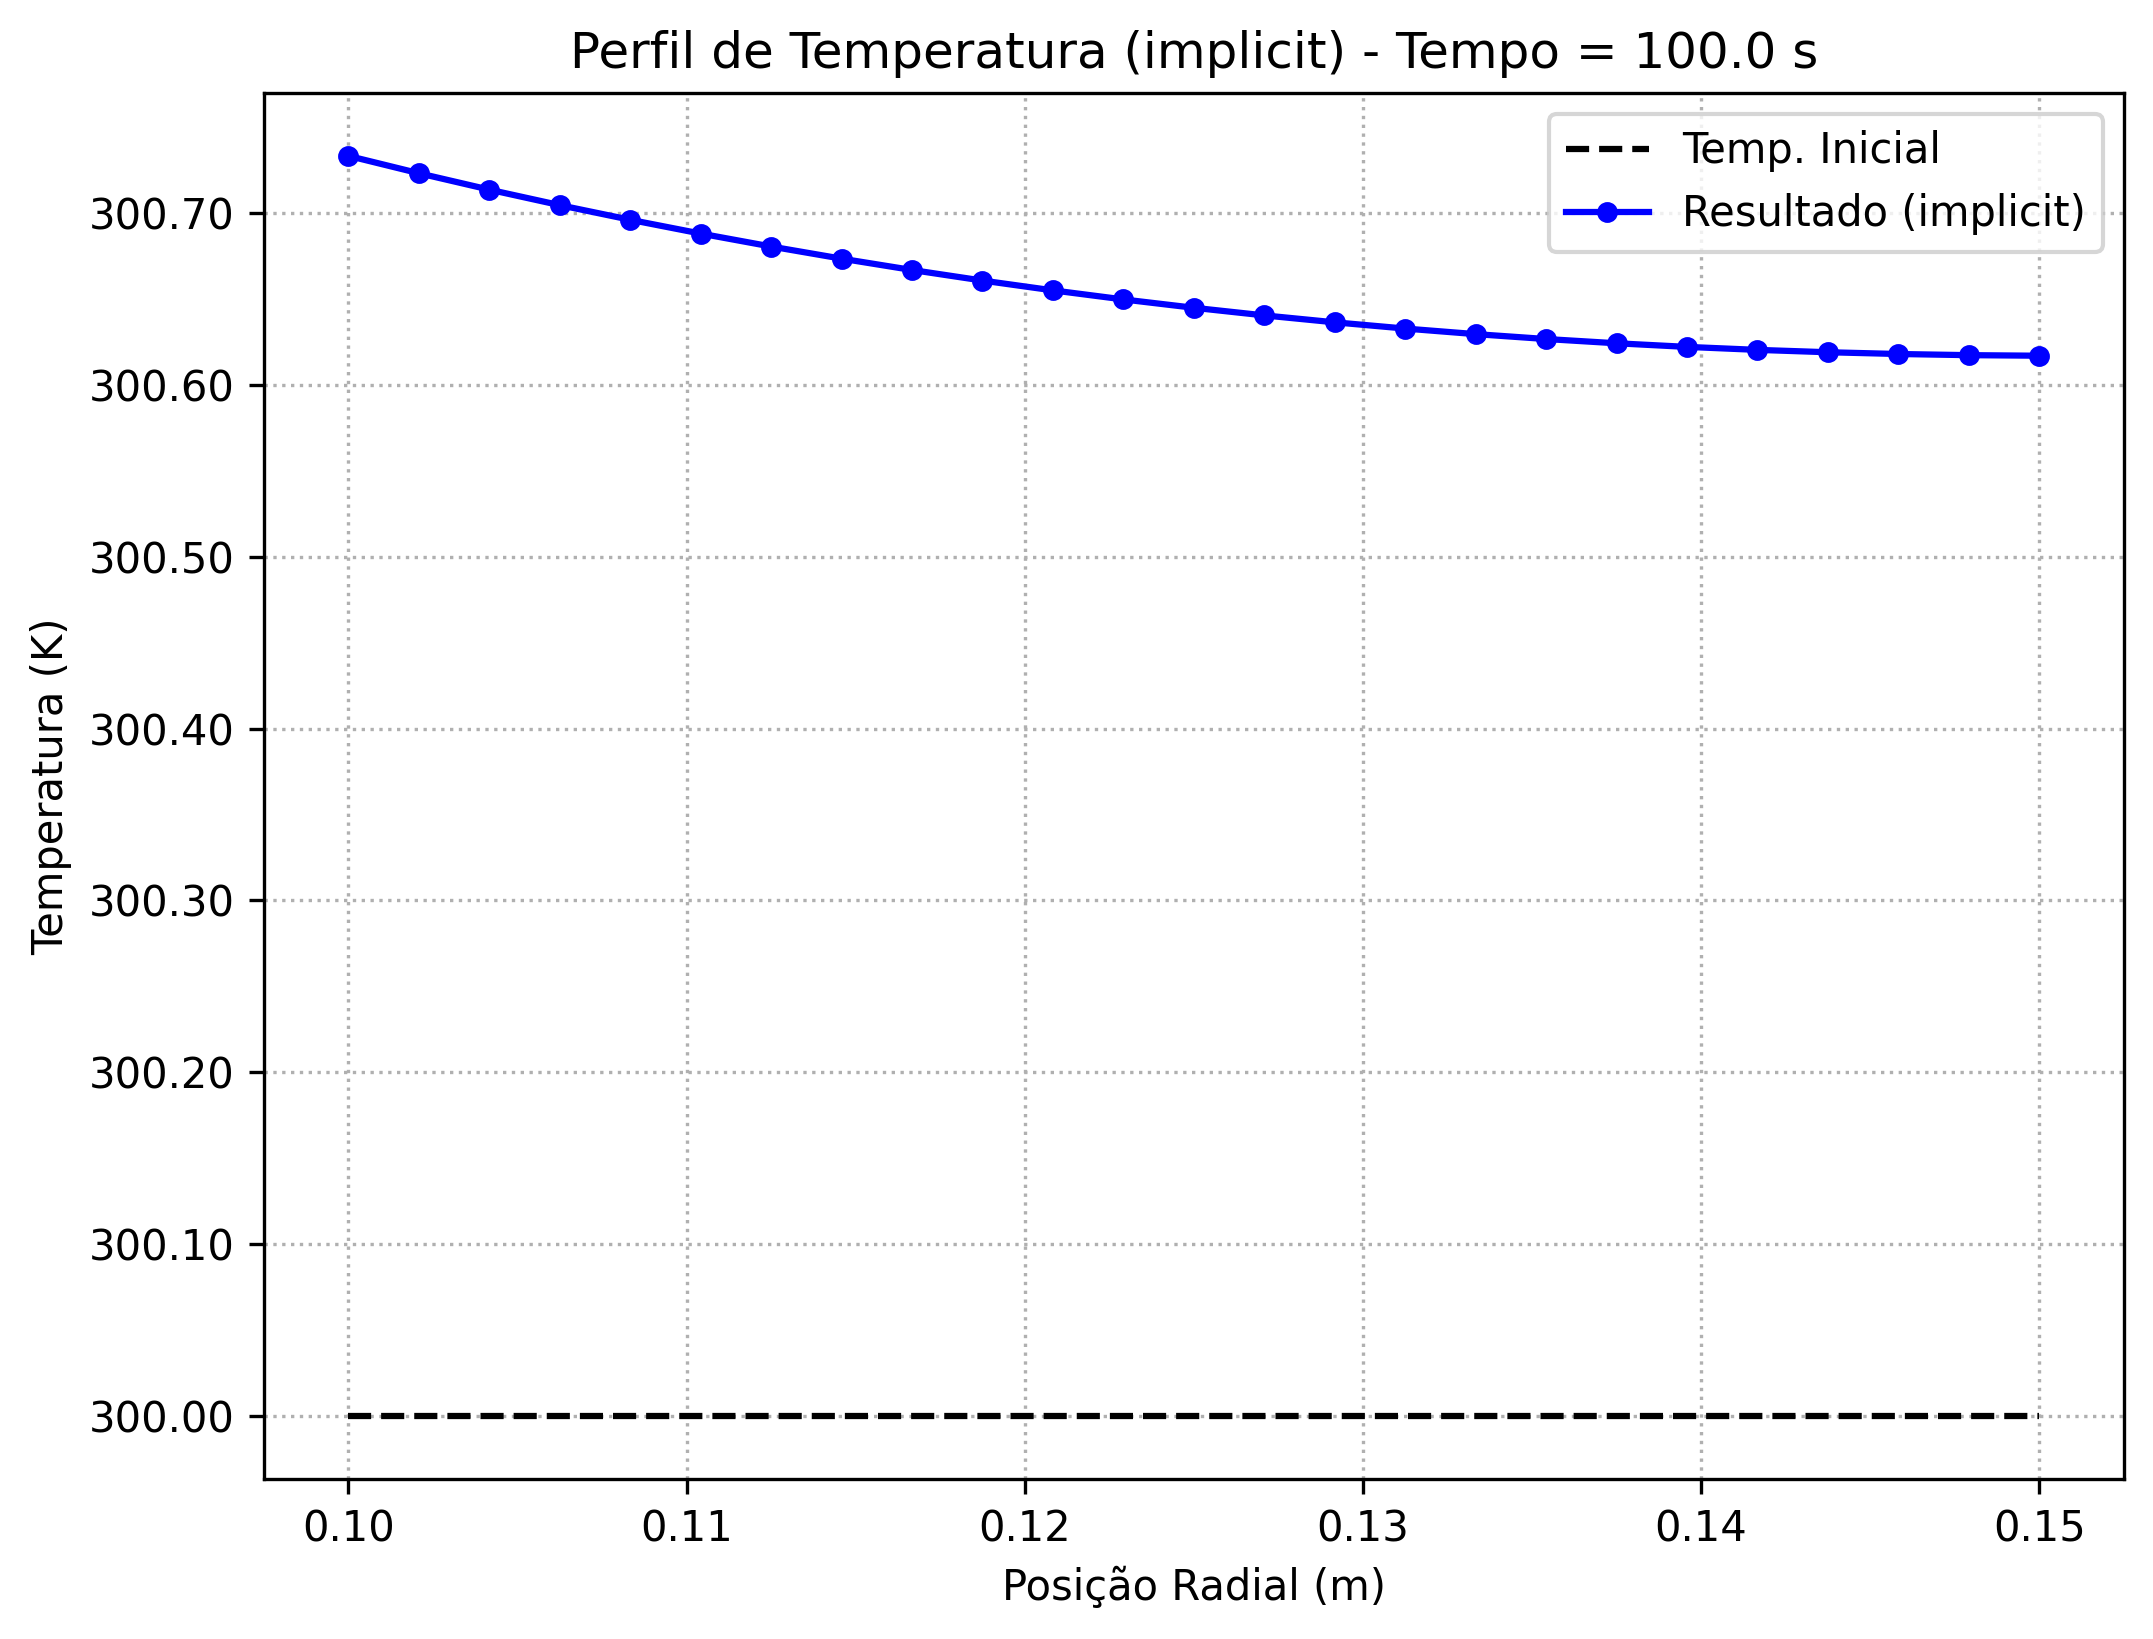 Perfil de Temperatura (implicit) - Tempo = 100.0 s
Temp. Inicial
Resultado (implicit)
Temperatura (K)
300.70
300.60
300.50
300.40
300.30
300.20
300.10
300.00
0.10 0.11 0.12 0.13 0.14 0.15
Posição Radial (m)